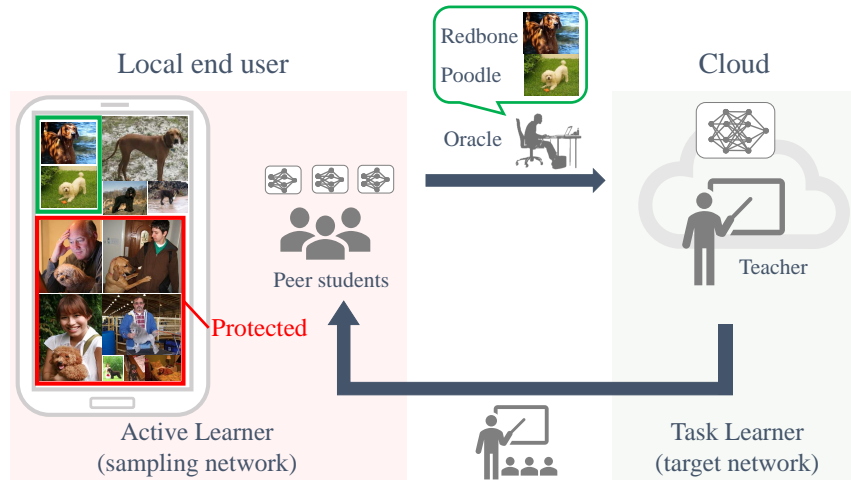 Local end user
Redbone
Poodle
Oracle
Cloud
Peer students
Teacher
Protected
Active Learner
(sampling network)
Task Learner
(target network)